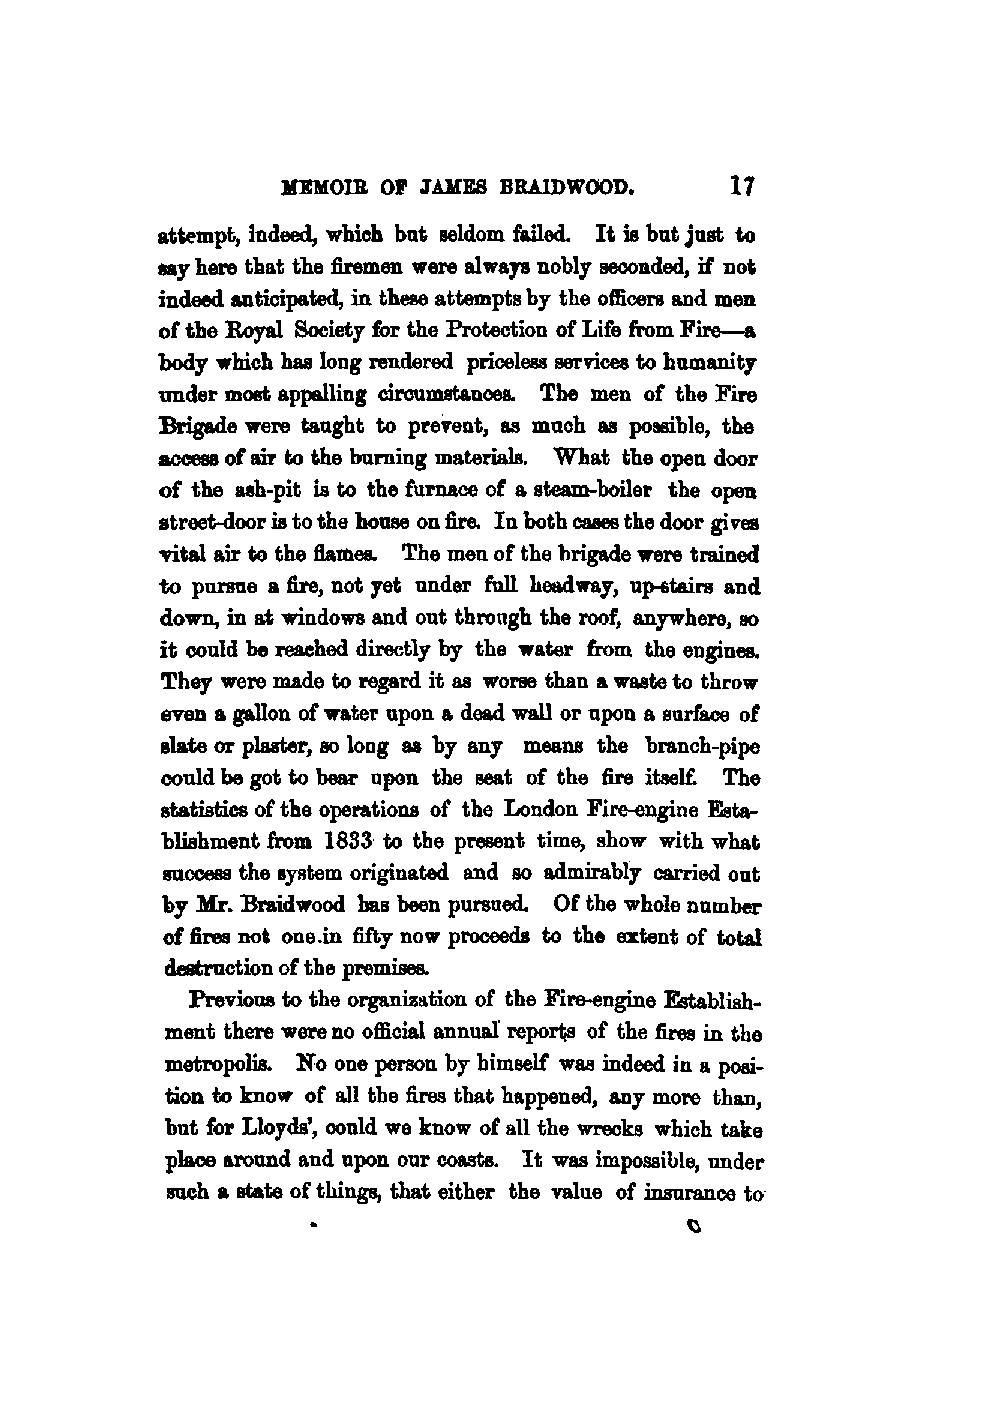 MEMOIR OF JAMES BRAIDWOOD. 17
attempt, indeed, which but seldom failed. It is but just to
say here that the firemen were always nobly seconded, if not
indeed anticipated, in these attempts by the officers and men
of the Royal Society for the Protection of Life from Fire—a
body which has long rendered priceless services to humanity
under most appalling circumstances. The men of the Fire
Brigade were taught to prevent, as much as possible, the
access of air to the burning materials. What the open door
of the ash-pit is to the furnace of a steam-boiler the open
street-door is to the house on fire. In both cases the door gives
vital air to the flames. The men of the brigade were trained
to pursue a fire, not yet under full headway, up-stairs and
down, in at windows and out through the roof, anywhere, so
it could be reached directly by the water from the engines.
They were made to regard it as worse than a waste to throw
even a gallon of water upon a dead wall or upon a surface of
slate or plaster, so long as by any means the branch-pipe
could be got to bear upon the seat of the fire itself. The
statistics of the operations of the London Fire-engine Esta-
blishment from 1833 to the present time, show with what
success the system originated and so admirably carried out
by Mr. Braidwood has been pursued. Of the whole number
of fires not one in fifty now proceeds to the extent of total
destruction of the premises.
Previous to the organization of the Fire-engine Establish-
ment there were no official annual reports of the fires in the
metropolis. No one person by himself was indeed in a posi-
tion to know of all the fires that happened, any more than,
but for Lloyds', could we know of all the wrecks which take
place around and upon our coasts. It was impossible, under
such a state of things, that either the value of insurance to
C